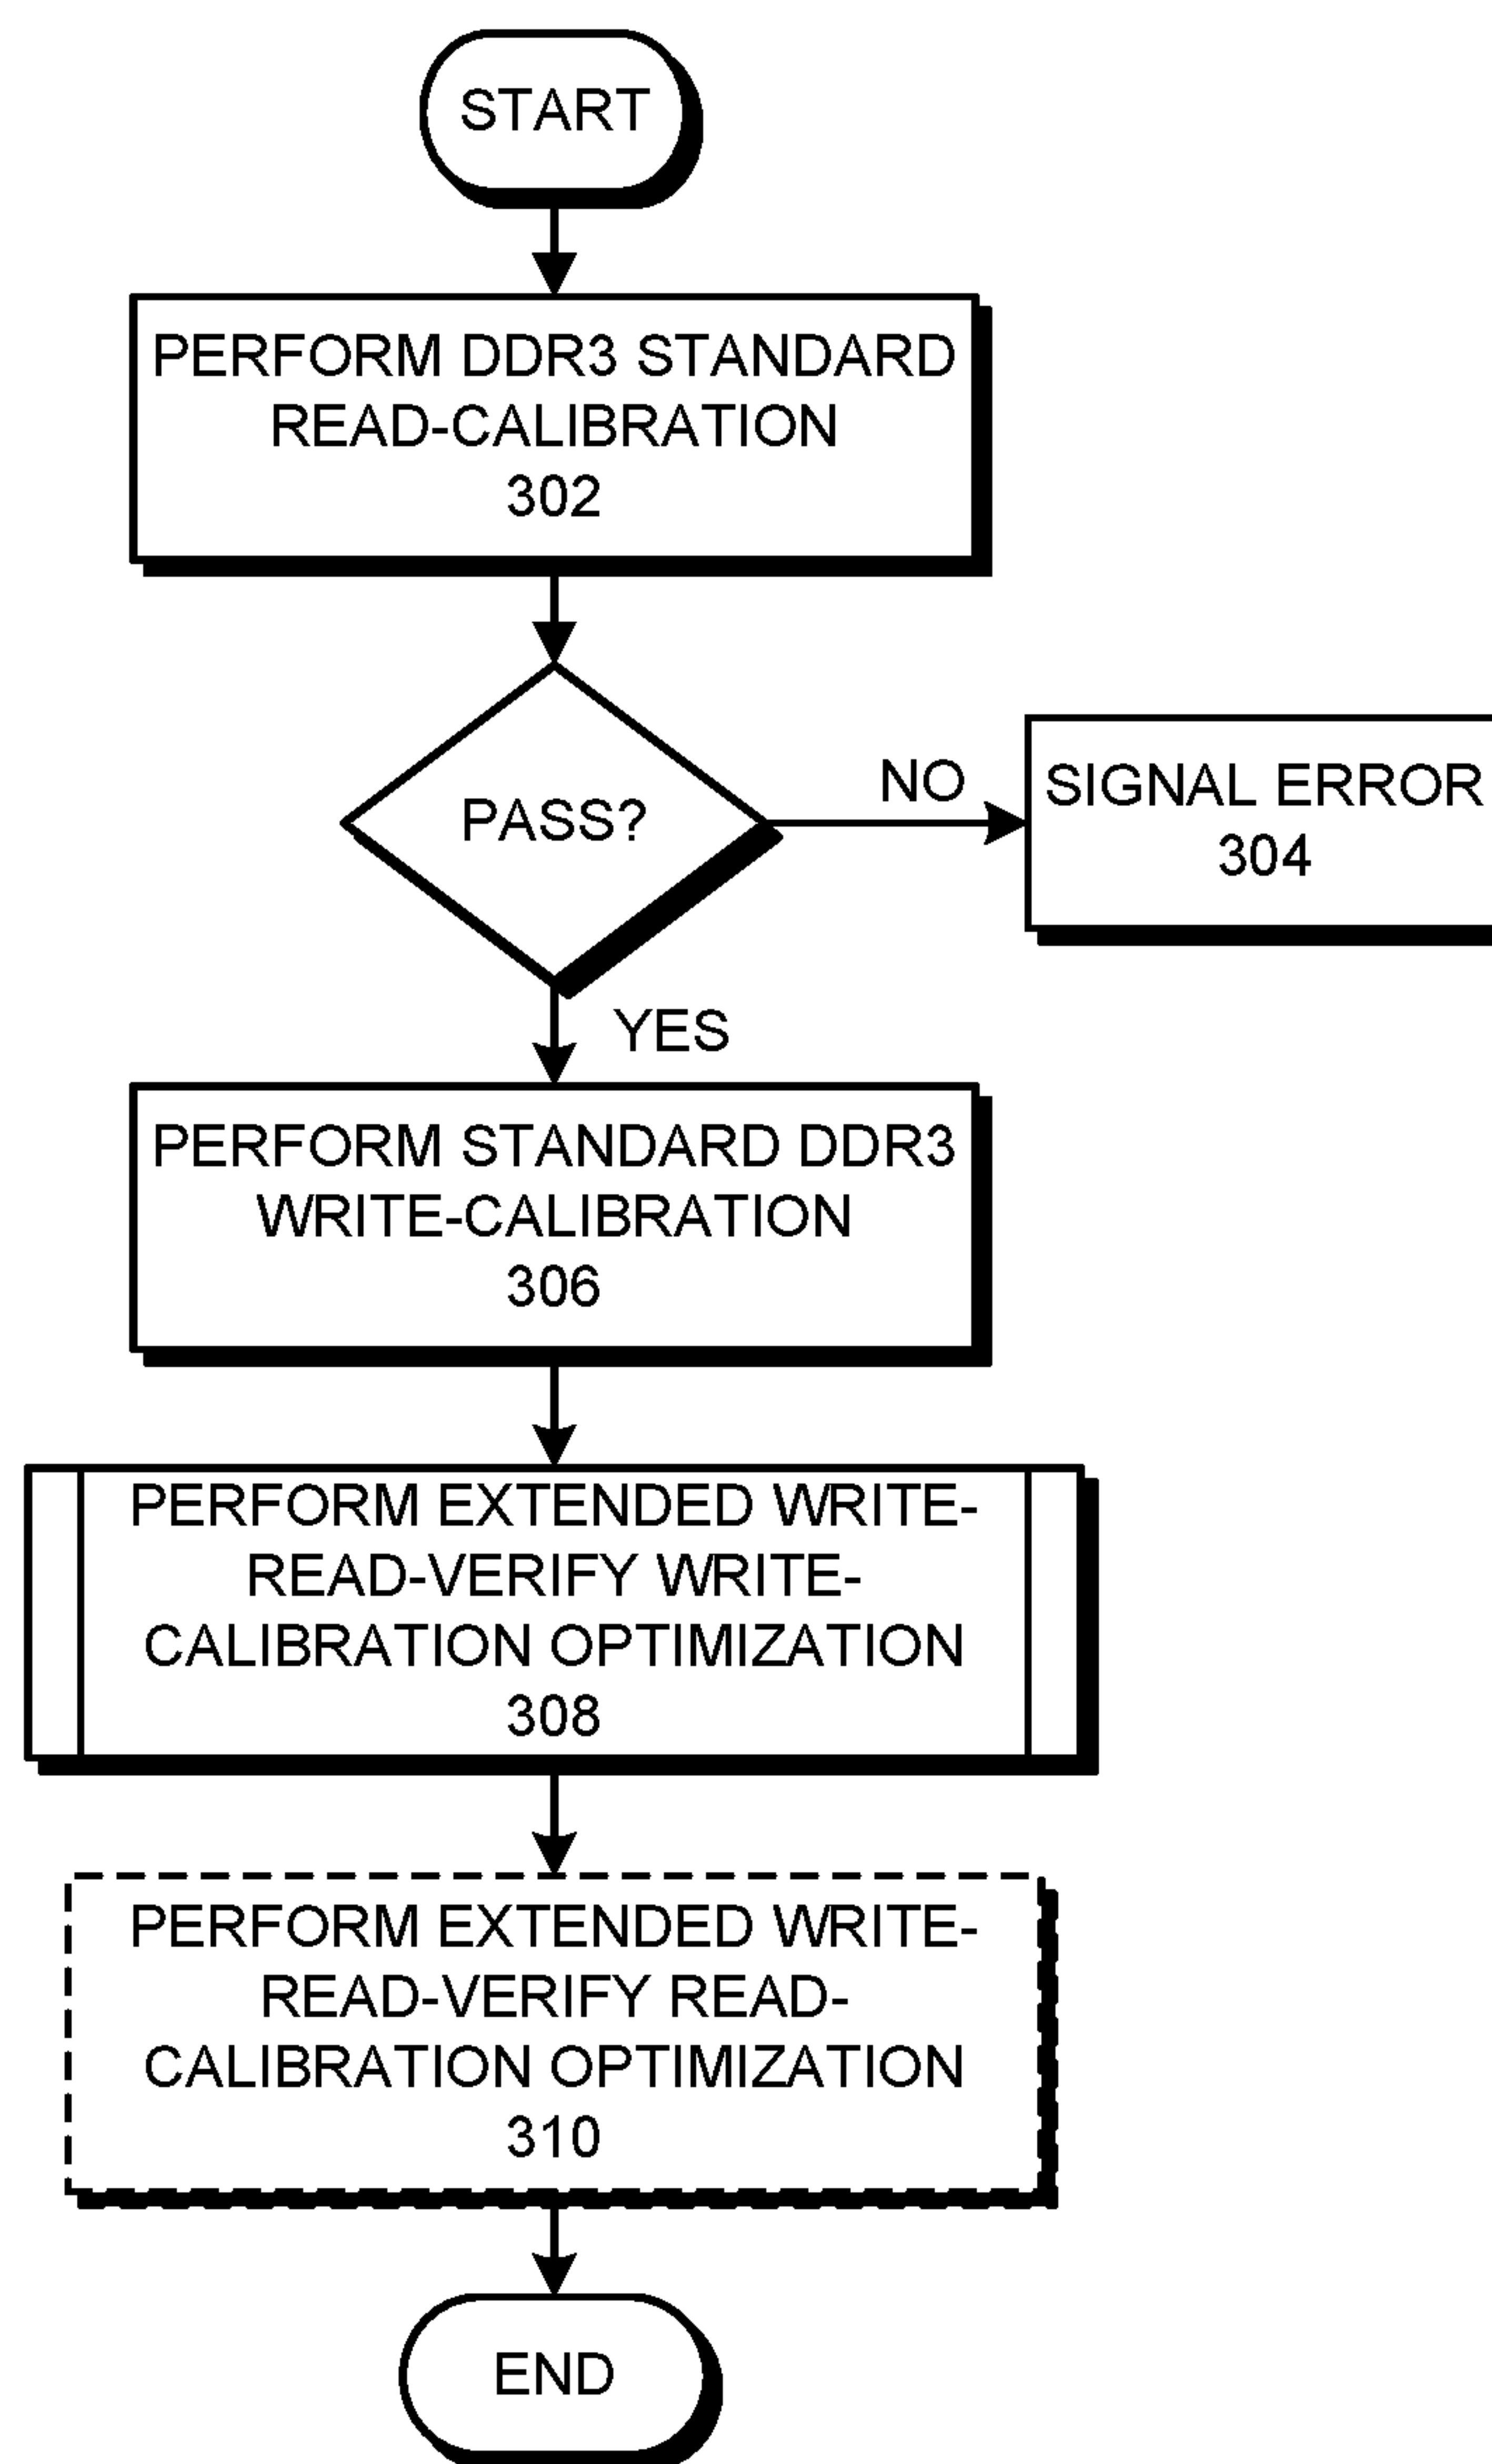 START
PERFORM DDR3 STANDARD
READ-CALIBRATION
302
PASS?
NO
SIGNAL ERROR
304
YES
PERFORM STANDARD DDR3
WRITE-CALIBRATION
306
PERFORM EXTENDED WRITE-
READ-VERIFY WRITE-
CALIBRATION OPTIMIZATION
308
PERFORM EXTENDED WRITE-
READ-VERIFY READ-
CALIBRATION OPTIMIZATION
310
END